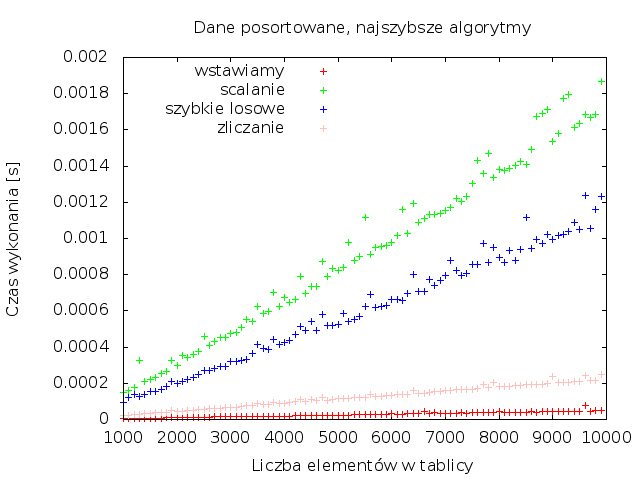 Dane posortowane, najszybsze algorytmy
Czas wykonania [s]
0.002
0.0018
0.0016
0.0014
0.0012
0.001
0.0008
0.0006
0.0004
0.0002
0
wstawiamy
scalanie
szybkie losowe
zliczanie
1000 2000 3000 4000 5000 6000 7000 8000 9000 10000
Liczba elementów w tablicy